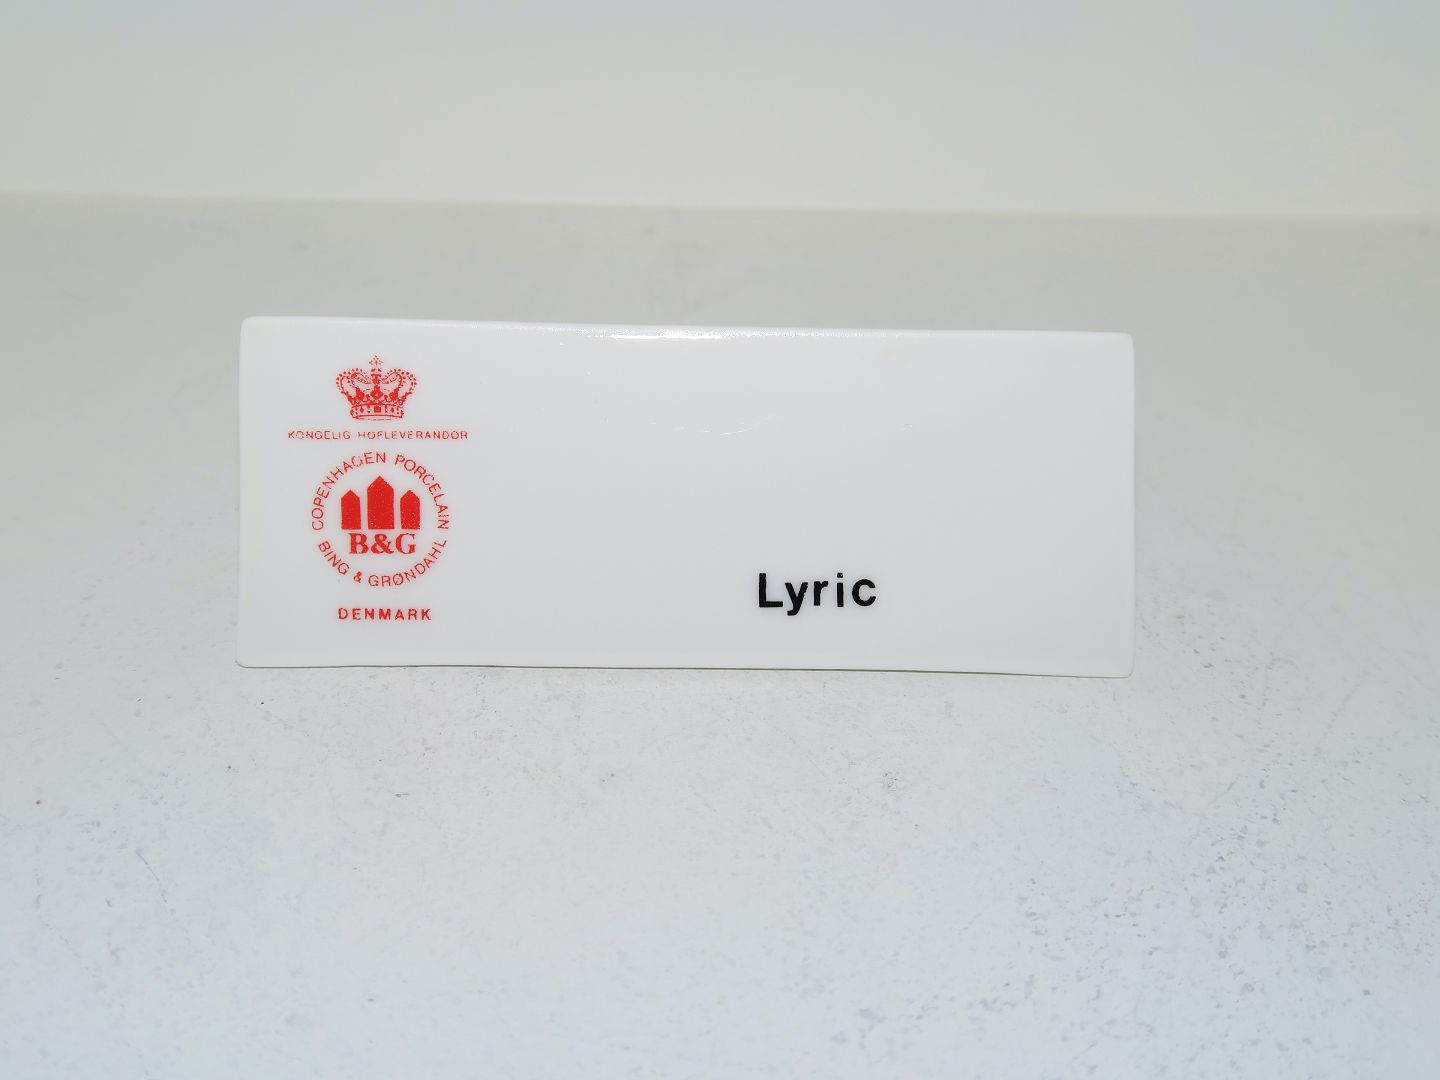 KONGELIG HOFLEVERANDØR
COPENHAGEN PORCELAIN
B&G
BING & GRØNDAHL
DENMARK
Lyric